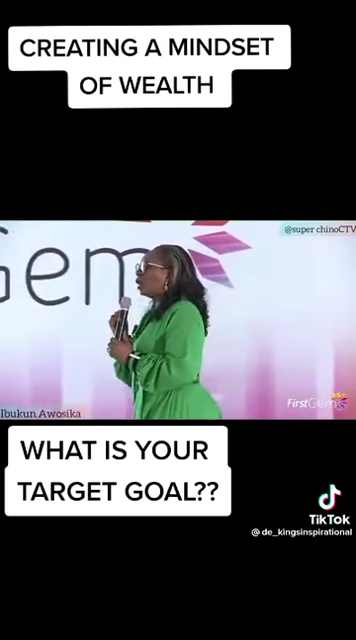 CREATING A MINDSET
OF WEALTH
@super chinoCTV
Gem
Ibukun Awosika
FirstGem
WHAT IS YOUR
TARGET GOAL??
TikTok
@de_kingsinspirational